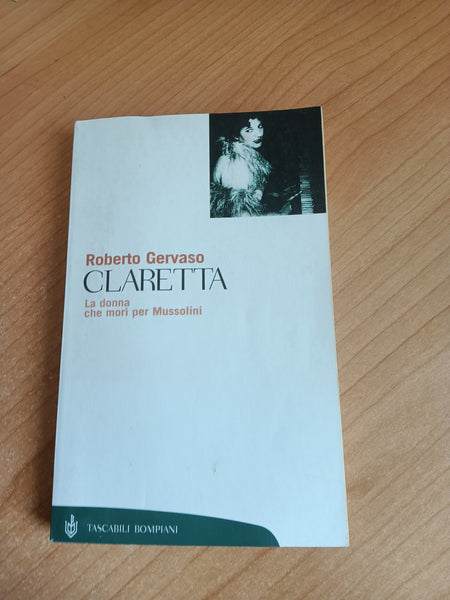 Roberto Gervaso
CLARETTA
La donna
che morì per Mussolini
TASCABILI BOMPIANI